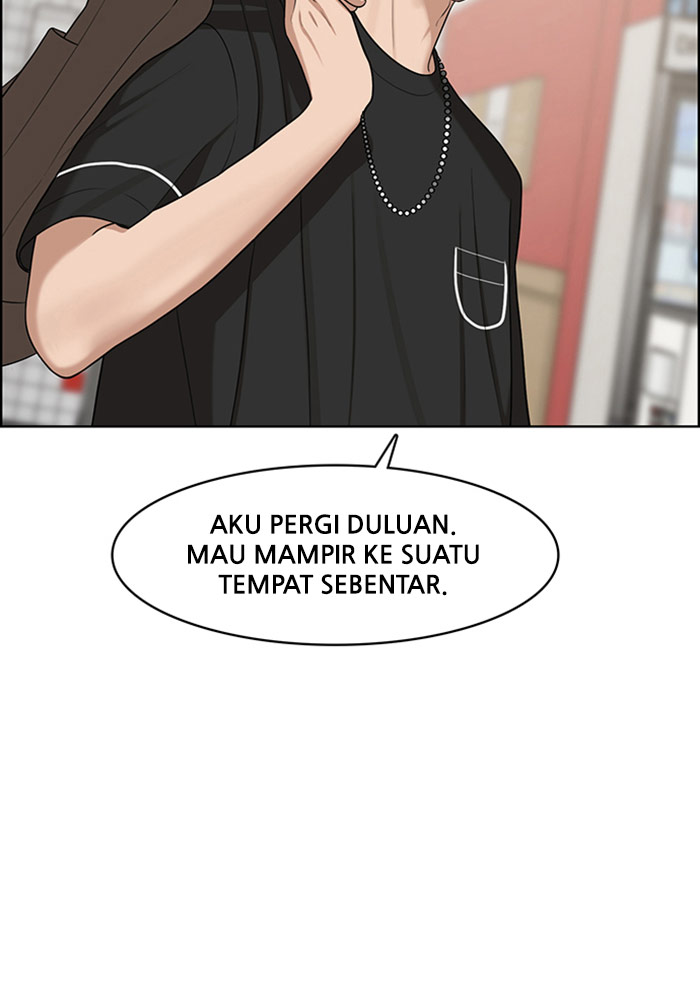 AKU PERGI DULUAN.
MAU MAMPIR KE SUATU
TEMPAT SEBENTAR.